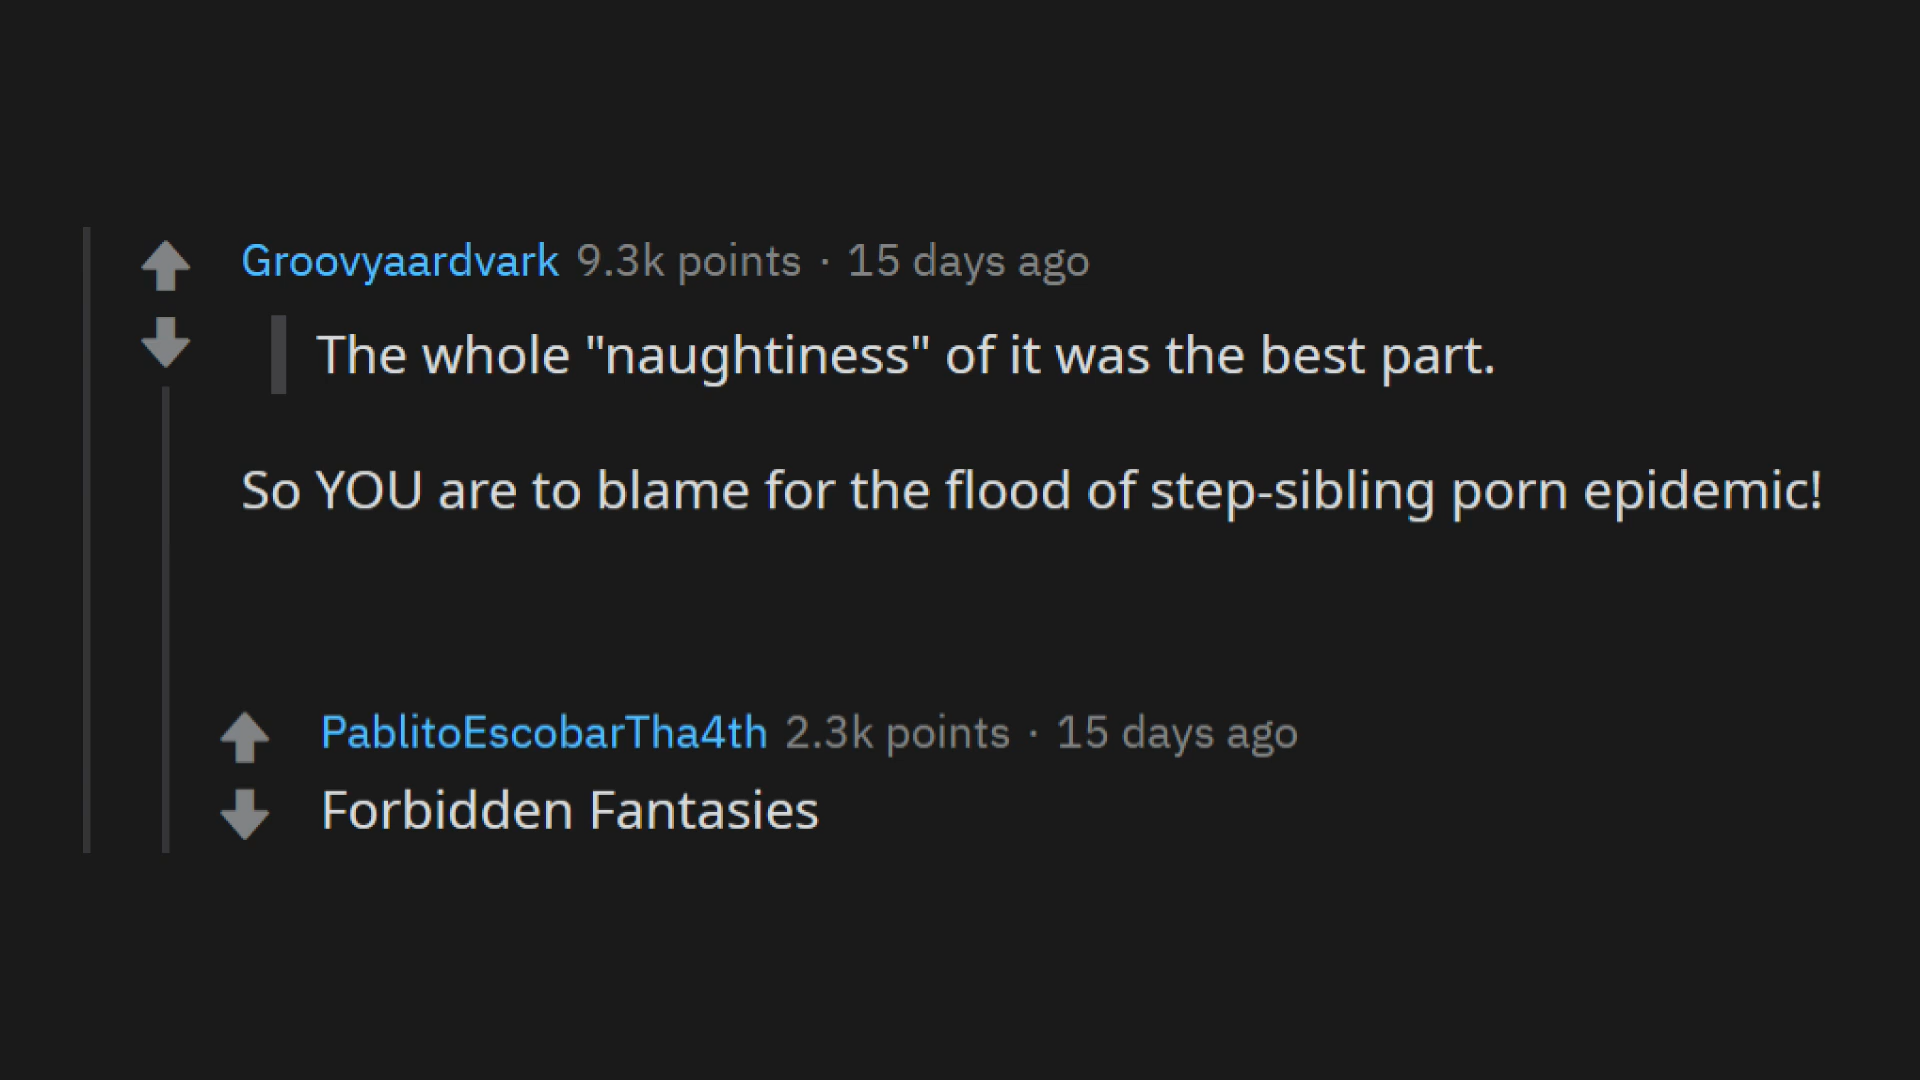 Groovyaardvark 9.3k points · 15 days ago
The whole "naughtiness" of it was the best part.
So YOU are to blame for the flood of step-sibling porn epidemic!
PablitoEscobarTha4th 2.3k points · 15 days ago
Forbidden Fantasies